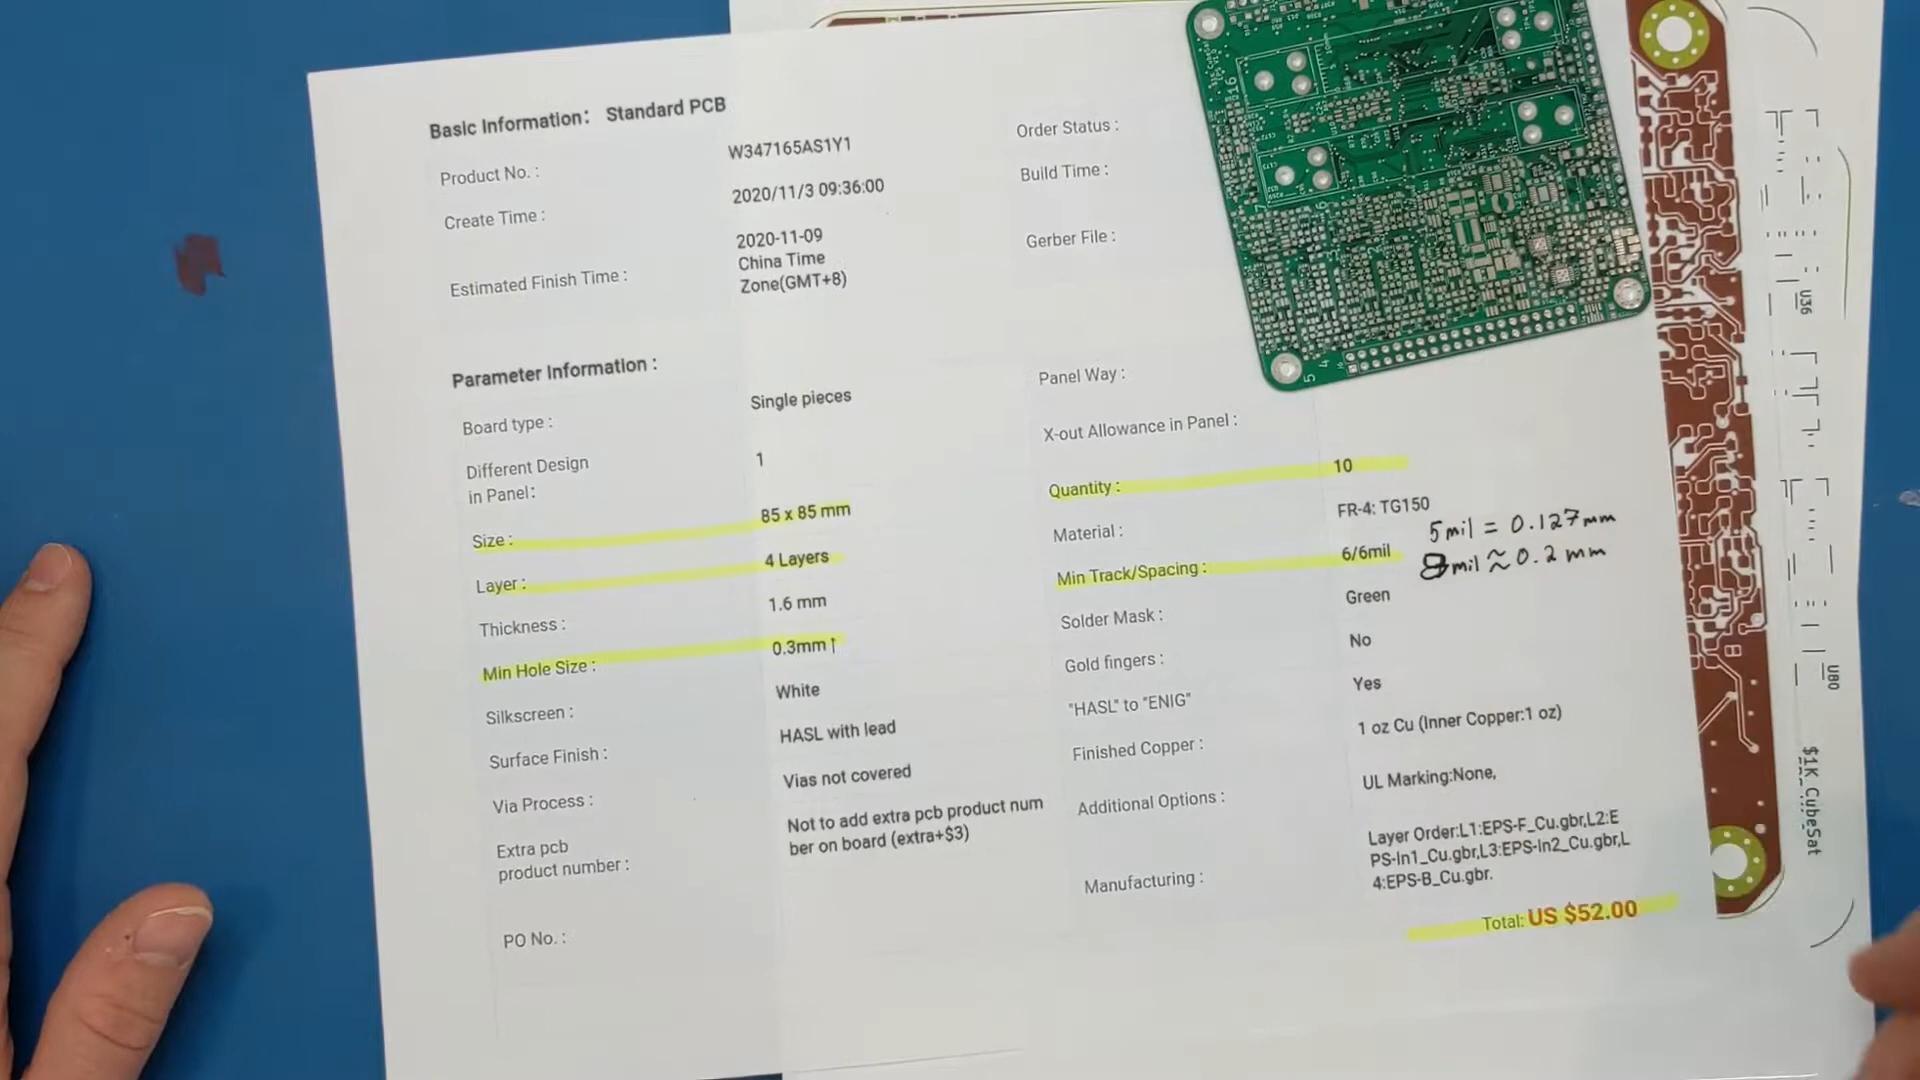 Basic Information: Standard PCB
Product No. :
W347165AS1Y1
Order Status :
Create Time :
2020/11/3 09:36:00
Build Time :
Estimated Finish Time :
2020-11-09
China Time
Zone(GMT+8)
Gerber File :
Parameter Information :
Board type :
Single pieces
Panel Way :
Different Design
in Panel:
1
X-out Allowance in Panel :
Size :
85 x 85 mm
Quantity :
10
Layer :
4 Layers
Material :
FR-4: TG150
5mil = 0.127mm
Thickness :
1.6 mm
Min Track/Spacing :
6/6mil
8mil ≈ 0.2 mm
Min Hole Size :
0.3mm↑
Solder Mask :
Green
Silkscreen :
White
Gold fingers :
No
Surface Finish :
HASL with lead
"HASL" to "ENIG"
Yes
Via Process :
Vias not covered
Finished Copper :
1 oz Cu (Inner Copper:1 oz)
Extra pcb
product number :
Not to add extra pcb product num
ber on board (extra+$3)
Additional Options :
UL Marking:None,
Manufacturing :
Layer Order:L1:EPS-F_Cu.gbr,L2:E
PS-In1_Cu.gbr,L3:EPS-In2_Cu.gbr,L
4:EPS-B_Cu.gbr.
PO No. :
Total: US $52.00
16
5
4
U36
U80
$1K CubeSat